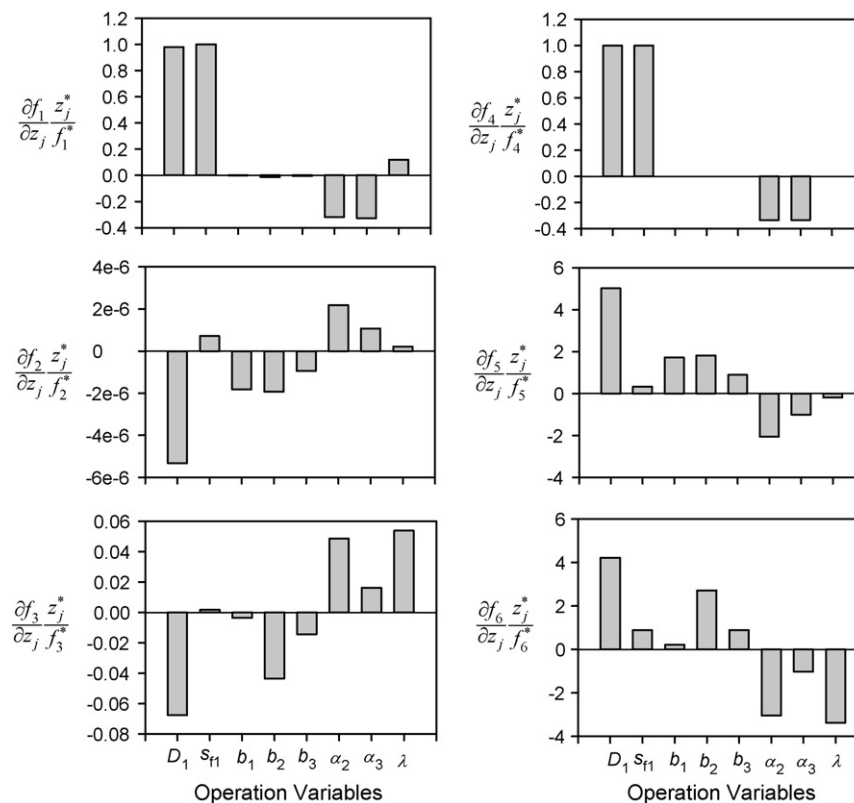 1.2
1.0
0.8
0.6
0.4
0.2
0.0
-0.2
-0.4
∂f₁/∂zⱼ zⱼ*/f₁*
1.2
1.0
0.8
0.6
0.4
0.2
0.0
-0.2
-0.4
∂f₄/∂zⱼ zⱼ*/f₄*
4e-6
2e-6
0
-2e-6
-4e-6
-6e-6
∂f₂/∂zⱼ zⱼ*/f₂*
6
4
2
0
-2
-4
∂f₅/∂zⱼ zⱼ*/f₅*
0.06
0.04
0.02
0.00
-0.02
-0.04
-0.06
-0.08
∂f₃/∂zⱼ zⱼ*/f₃*
D₁ s_f1 b₁ b₂ b₃ α₂ α₃ λ
Operation Variables
6
4
2
0
-2
-4
∂f₆/∂zⱼ zⱼ*/f₆*
D₁ s_f1 b₁ b₂ b₃ α₂ α₃ λ
Operation Variables